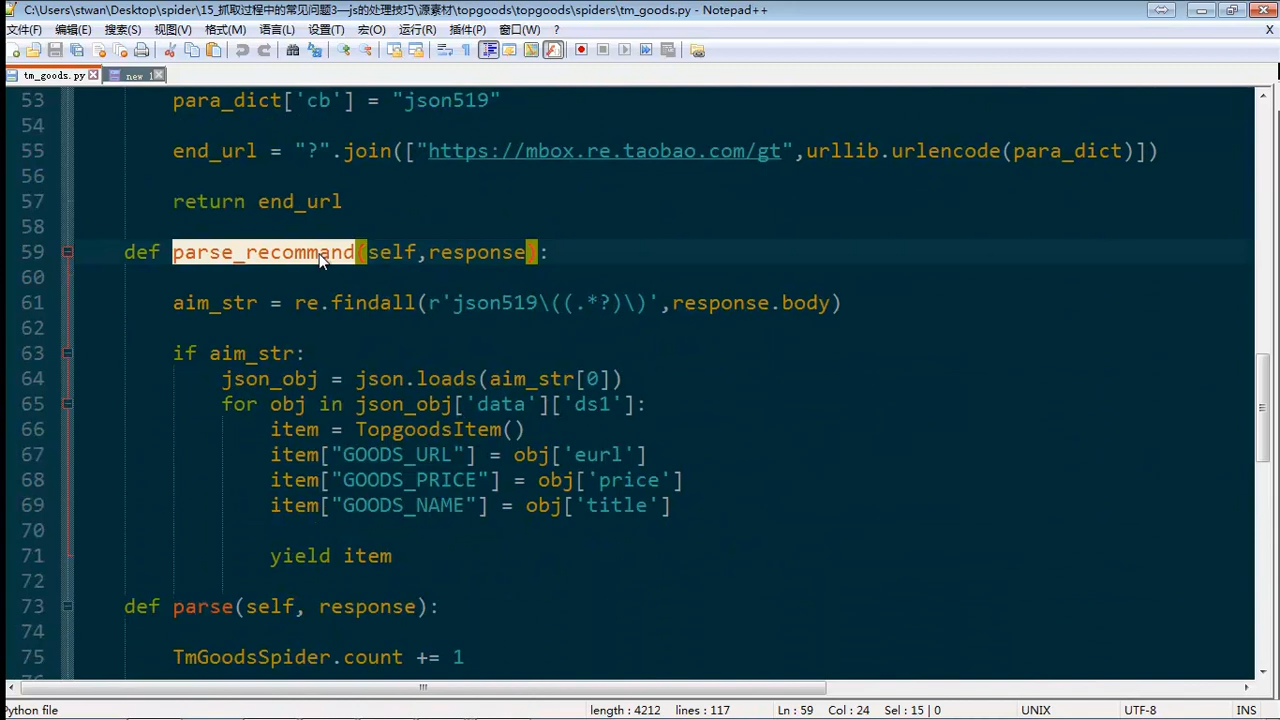 C:\Users\stwan\Desktop\spider\15_抓取过程中的常见问题3—js的处理技巧\源素材\topgoods\topgoods\spiders\tm_goods.py - Notepad++
文件(F) 编辑(E) 搜索(S) 视图(V) 格式(M) 语言(L) 设置(T) 宏(O) 运行(R) 插件(P) 窗口(W) ? X
tm_goods.py new 1
53 para_dict['cb'] = "json519"
54
55 end_url = "?".join(["https://mbox.re.taobao.com/gt",urllib.urlencode(para_dict)])
56
57 return end_url
58
59 def parse_recommand(self,response):
60
61 aim_str = re.findall(r'json519\((.*?)\)',response.body)
62
63 if aim_str:
64 json_obj = json.loads(aim_str[0])
65 for obj in json_obj['data']['ds1']:
66 item = TopgoodsItem()
67 item["GOODS_URL"] = obj['eurl']
68 item["GOODS_PRICE"] = obj['price']
69 item["GOODS_NAME"] = obj['title']
70
71 yield item
72
73 def parse(self, response):
74
75 TmGoodsSpider.count += 1
Python file length : 4212 lines : 117 Ln : 59 Col : 24 Sel : 15 | 0 UNIX UTF-8 INS